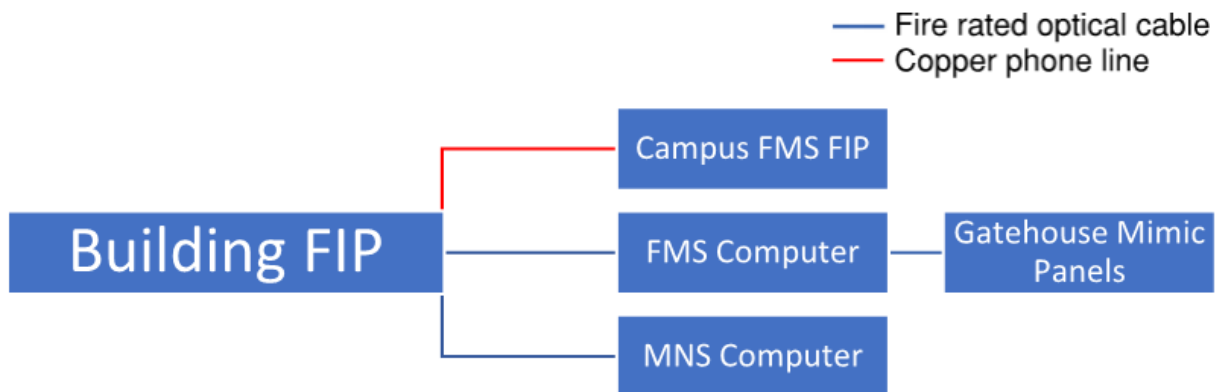 Fire rated optical cable
Copper phone line
Campus FMS FIP
Building FIP
FMS Computer
Gatehouse Mimic
Panels
MNS Computer